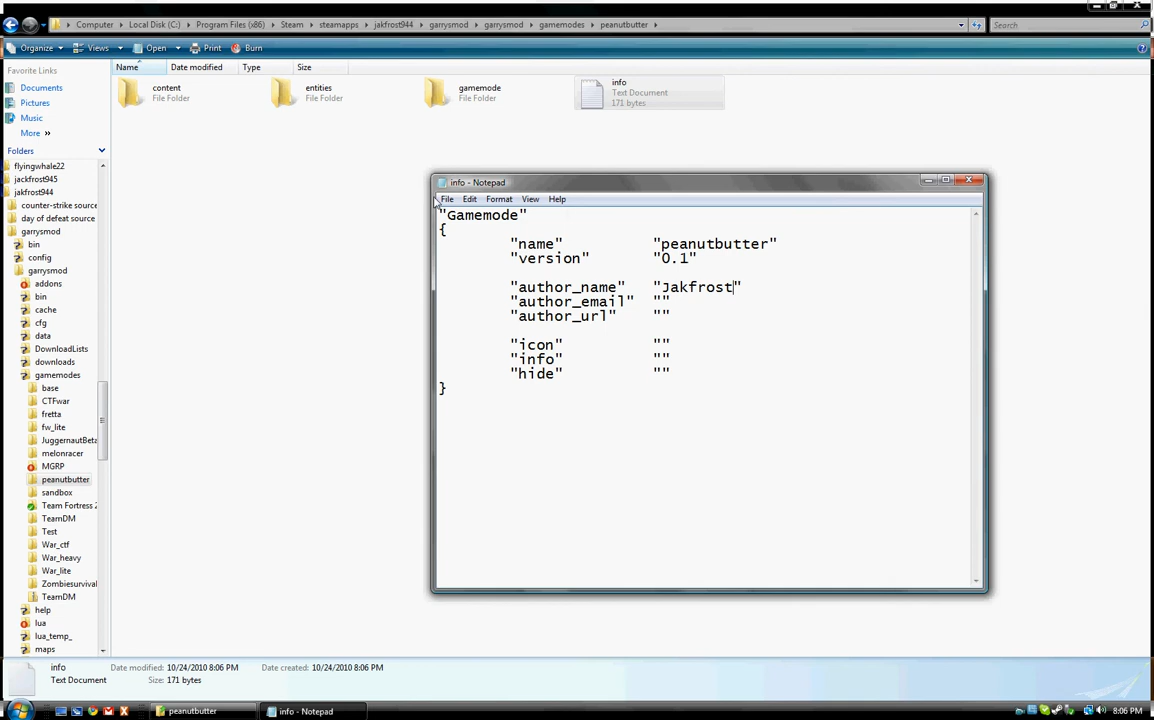 Computer ▸ Local Disk (C:) ▸ Program Files (x86) ▸ Steam ▸ steamapps ▸ jakfrost944 ▸ garrysmod ▸ garrysmod ▸ gamemodes ▸ peanutbutter ▸
Search
Organize Views Open Print Burn
Favorite Links
Documents
Pictures
Music
More »
Folders
flyingwhale22
jackfrost945
jakfrost944
counter-strike source
day of defeat source
garrysmod
bin
config
garrysmod
addons
bin
cache
cfg
data
DownloadLists
downloads
gamemodes
base
CTFwar
fretta
fw_lite
JuggernautBeta
melonracer
MGRP
peanutbutter
sandbox
Team Fortress 2
TeamDM
Test
War_ctf
War_heavy
War_lite
Zombiesurvival
TeamDM
help
lua
lua_temp_
maps
Name Date modified Type Size
content
File Folder
entities
File Folder
gamemode
File Folder
info
Text Document
171 bytes
info - Notepad
File Edit Format View Help
"Gamemode"
{
"name" "peanutbutter"
"version" "0.1"
"author_name" "Jakfrost"
"author_email" ""
"author_url" ""
"icon" ""
"info" ""
"hide" ""
}
info Date modified: 10/24/2010 8:06 PM Date created: 10/24/2010 8:06 PM
Text Document Size: 171 bytes
peanutbutter
info - Notepad
8:06 PM